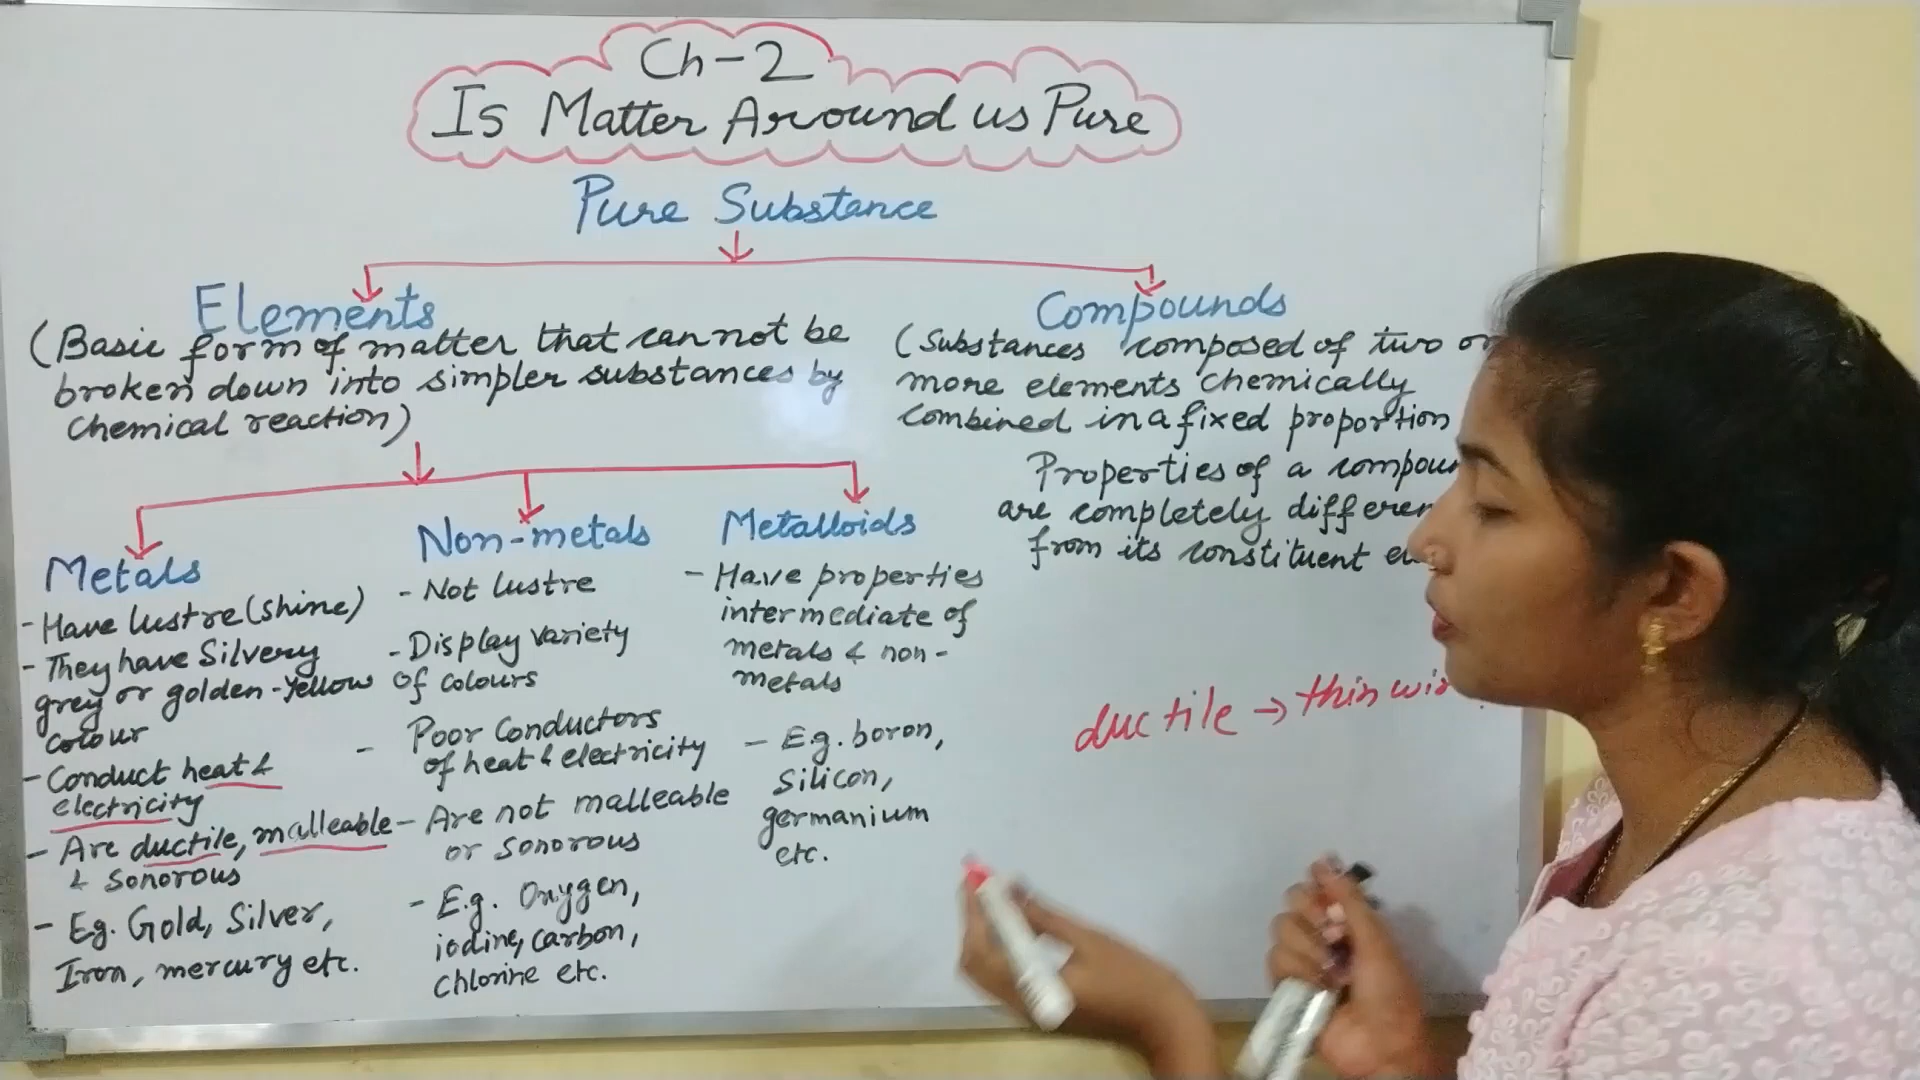 Ch-2
Is Matter Around us Pure
Pure Substance
Elements
(Basic form of matter that can not be
broken down into simpler substances by
chemical reaction)
Compounds
(Substances composed of two or
more elements chemically
combined in a fixed proportion
Properties of a
are completely
from its constituent
Metals
- Have lustre (shine)
- They have Silvery
grey or golden-yellow
colour
- Conduct heat &
electricity
- Are ductile, malleable
& sonorous
- Eg. Gold, Silver,
Iron, mercury etc.
Non-metals
- Not lustre
- Display variety
of colours
- Poor Conductors
of heat & electricity
- Are not malleable
or sonorous
- E.g. Oxygen,
iodine, carbon,
chlorine etc.
Metalloids
- Have properties
intermediate of
metals & non-
metals
- E.g. boron,
silicon,
germanium
etc.
ductile → thin